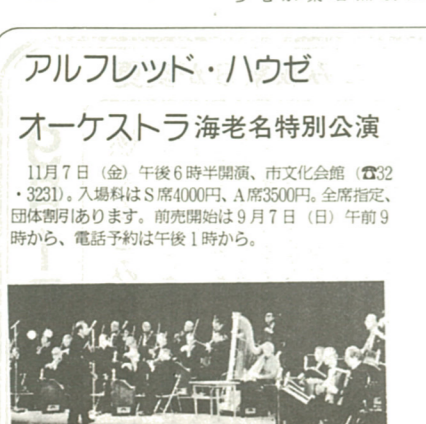 アルフレッド・ハウゼ
オーケストラ海老名特別公演
11月7日（金）午後6時半開演、市文化会館（☎32
・3231）。入場料はS席4000円、A席3500円。全席指定、
団体割引あります。前売開始は9月7日（日）午前9
時から、電話予約は午後1時から。